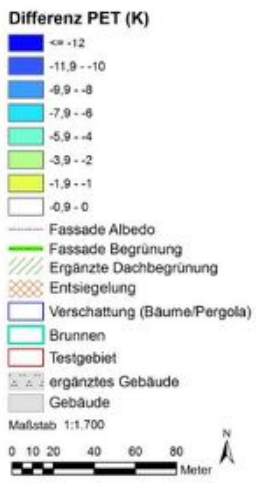 Differenz PET (K)
<= -12
-11,9 - -10
-9,9 - -8
-7,9 - -6
-5,9 - -4
-3,9 - -2
-1,9 - -1
-0,9 - 0
Fassade Albedo
Fassade Begrünung
Ergänzte Dachbegrünung
Entsiegelung
Verschattung (Bäume/Pergola)
Brunnen
Testgebiet
ergänztes Gebäude
Gebäude
Maßstab 1:1.700
N
0 10 20 40 60 80
Meter